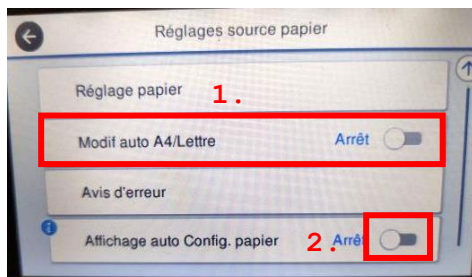 Réglages source papier
Réglage papier
1.
Modif auto A4/Lettre Arrêt
Avis d'erreur
i
Affichage auto Config. papier 2. Arrêt